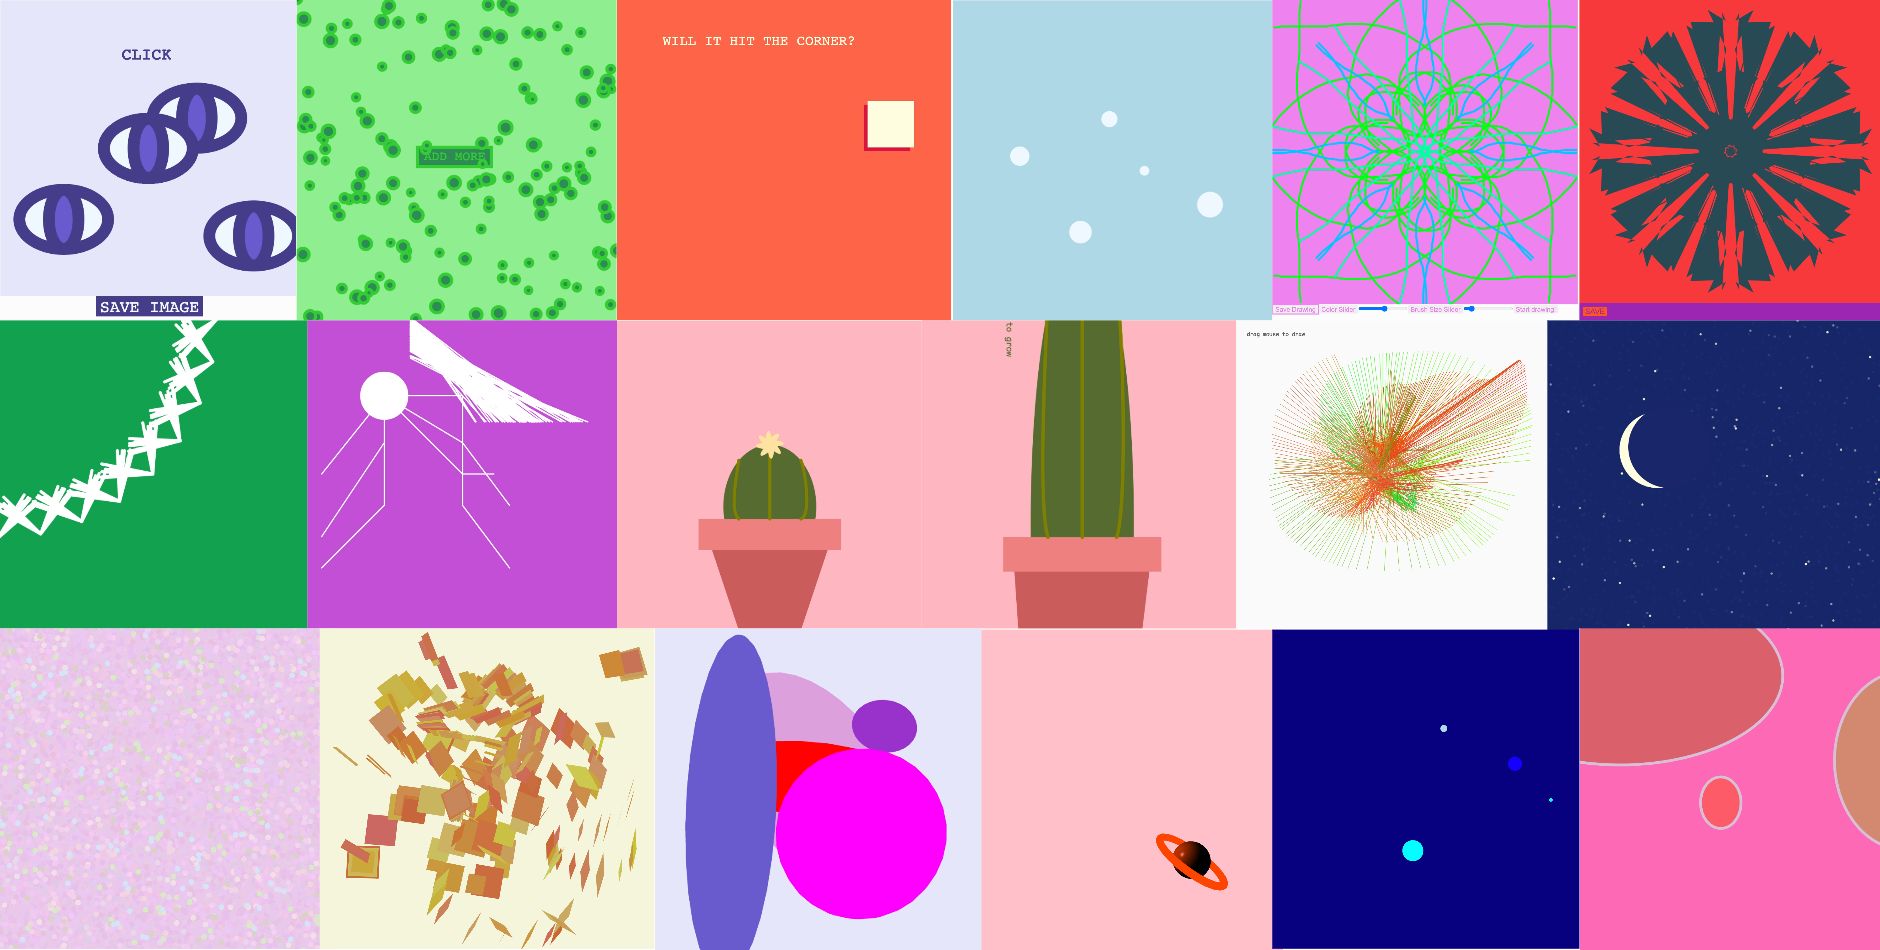 CLICK
SAVE IMAGE
ADD MORE
WILL IT HIT THE CORNER?
Save Drawing Color Slider Brush Size Slider Start drawing
SAVE
to grow
drag mouse to draw